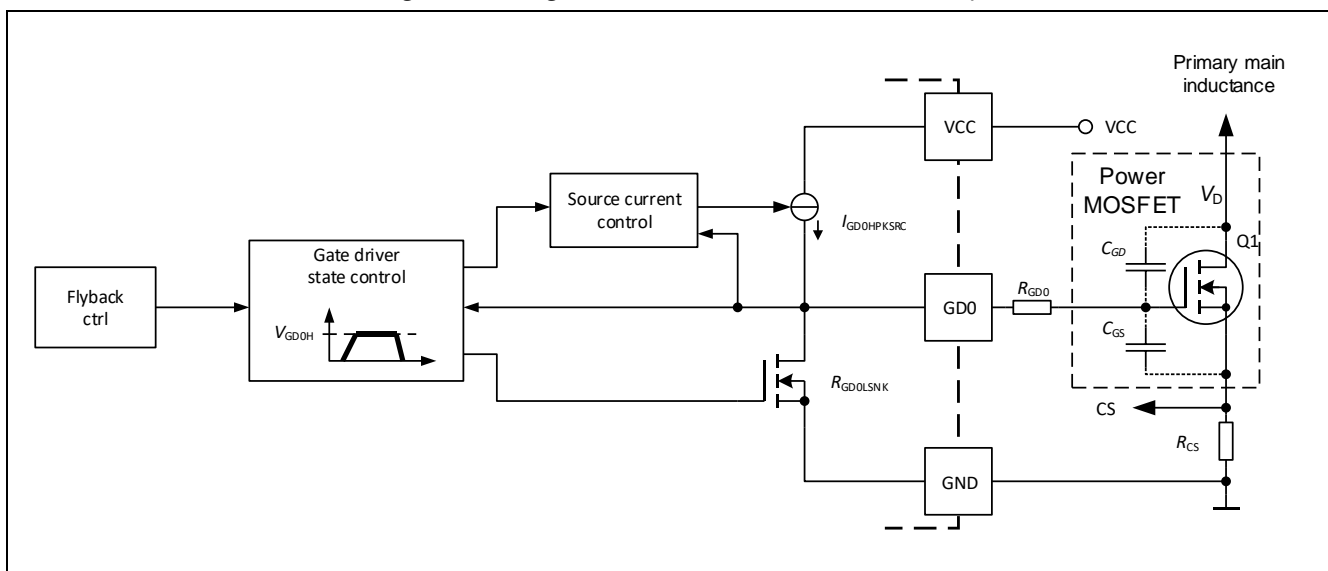 Primary main
inductance
VCC
VCC
Power
MOSFET
VD
Source current
control
IGD0HPKSRC
CGD
Q1
Gate driver
state control
Flyback
ctrl
VGD0H
GD0
RGD0
CGS
RGD0LSNK
CS
RCS
GND